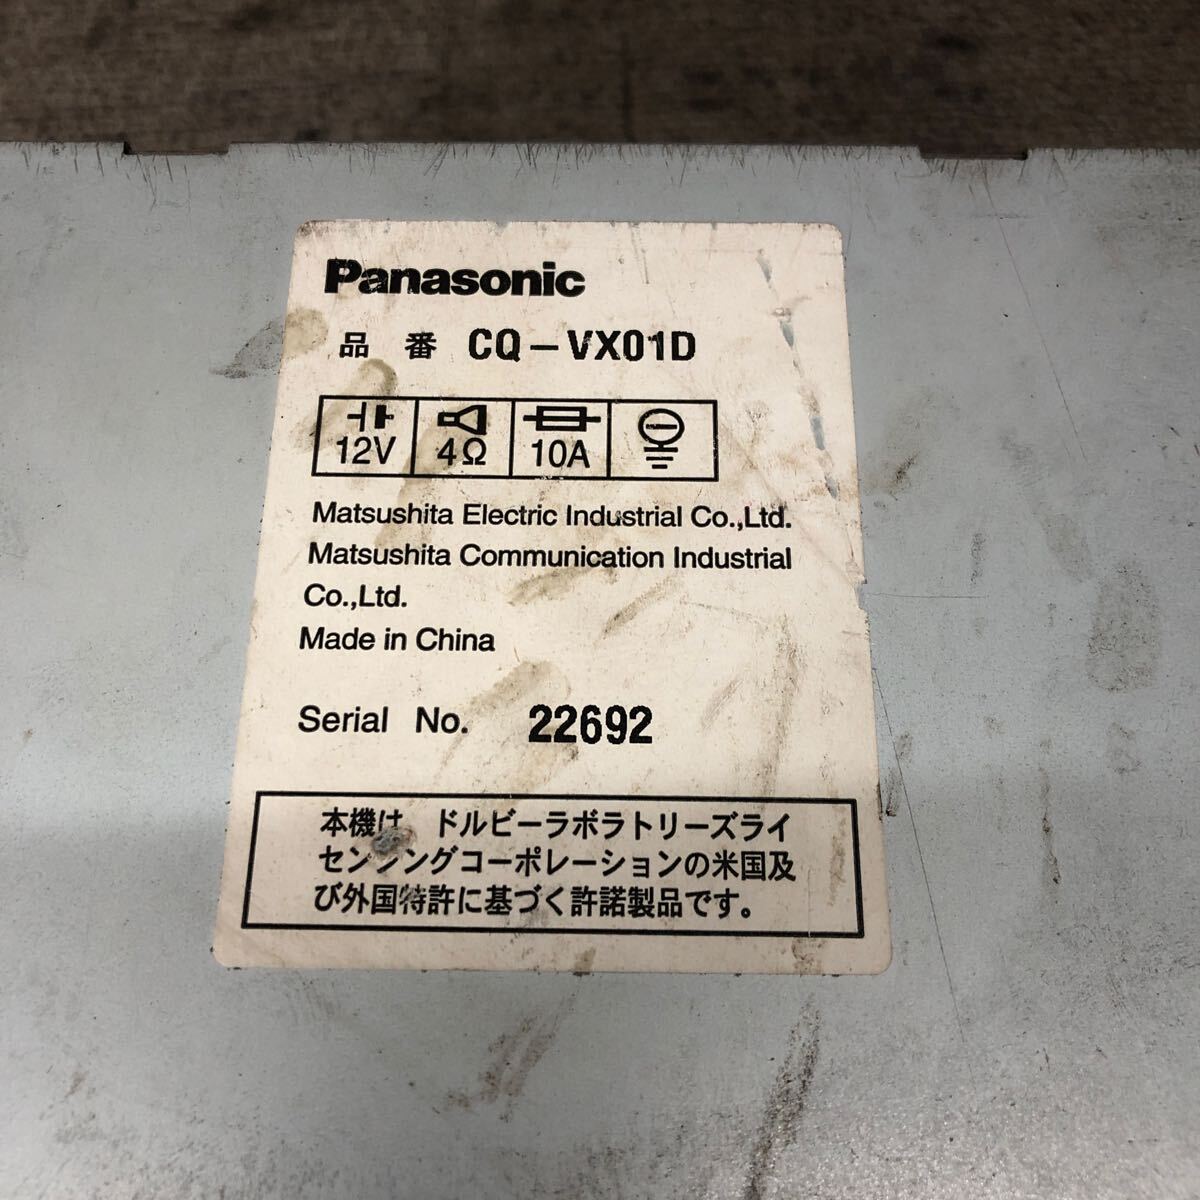 Panasonic
品 番 CQ-VX01D
12V 4Ω 10A
Matsushita Electric Industrial Co.,Ltd.
Matsushita Communication Industrial
Co.,Ltd.
Made in China
Serial No. 22692
本機は ドルビーラボラトリーズライ
センシングコーポレーションの米国及
び外国特許に基づく許諾製品です。